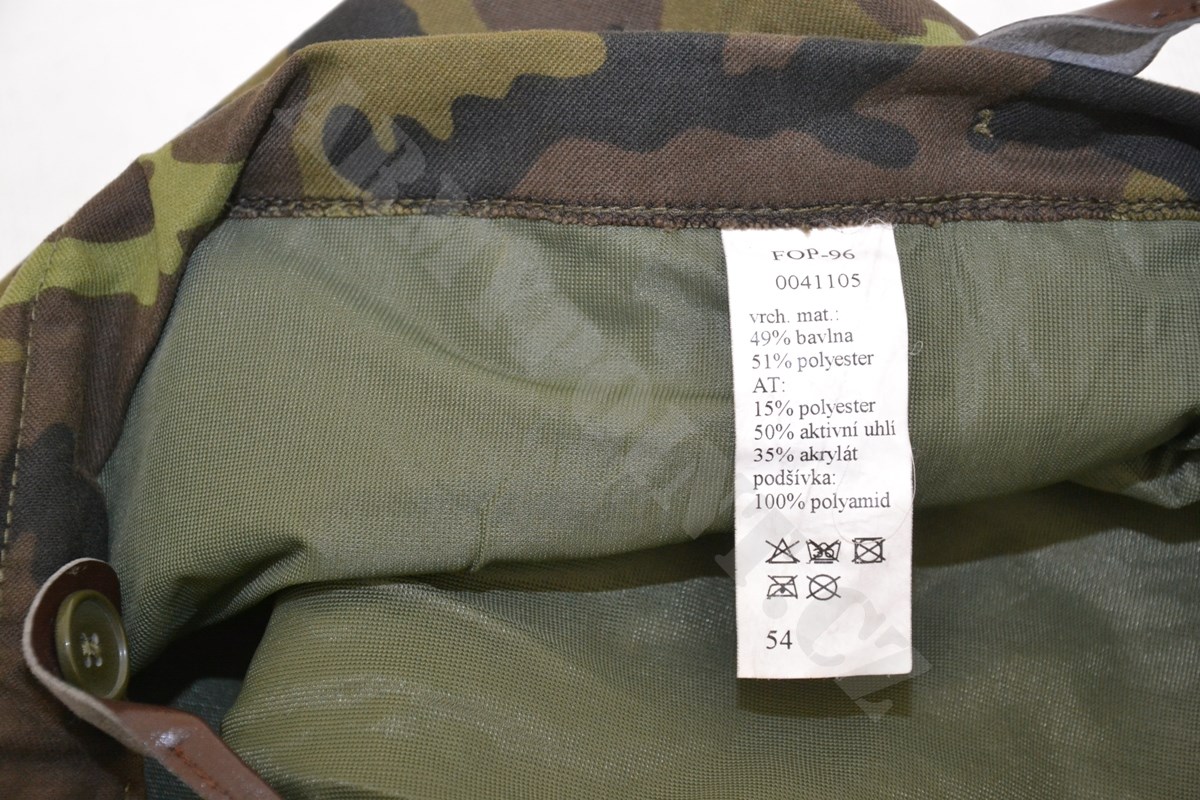 FOP-96
0041105
vrch. mat.:
49% bavlna
51% polyester
AT:
15% polyester
50% aktivní uhlí
35% akrylát
podšívka:
100% polyamid
54